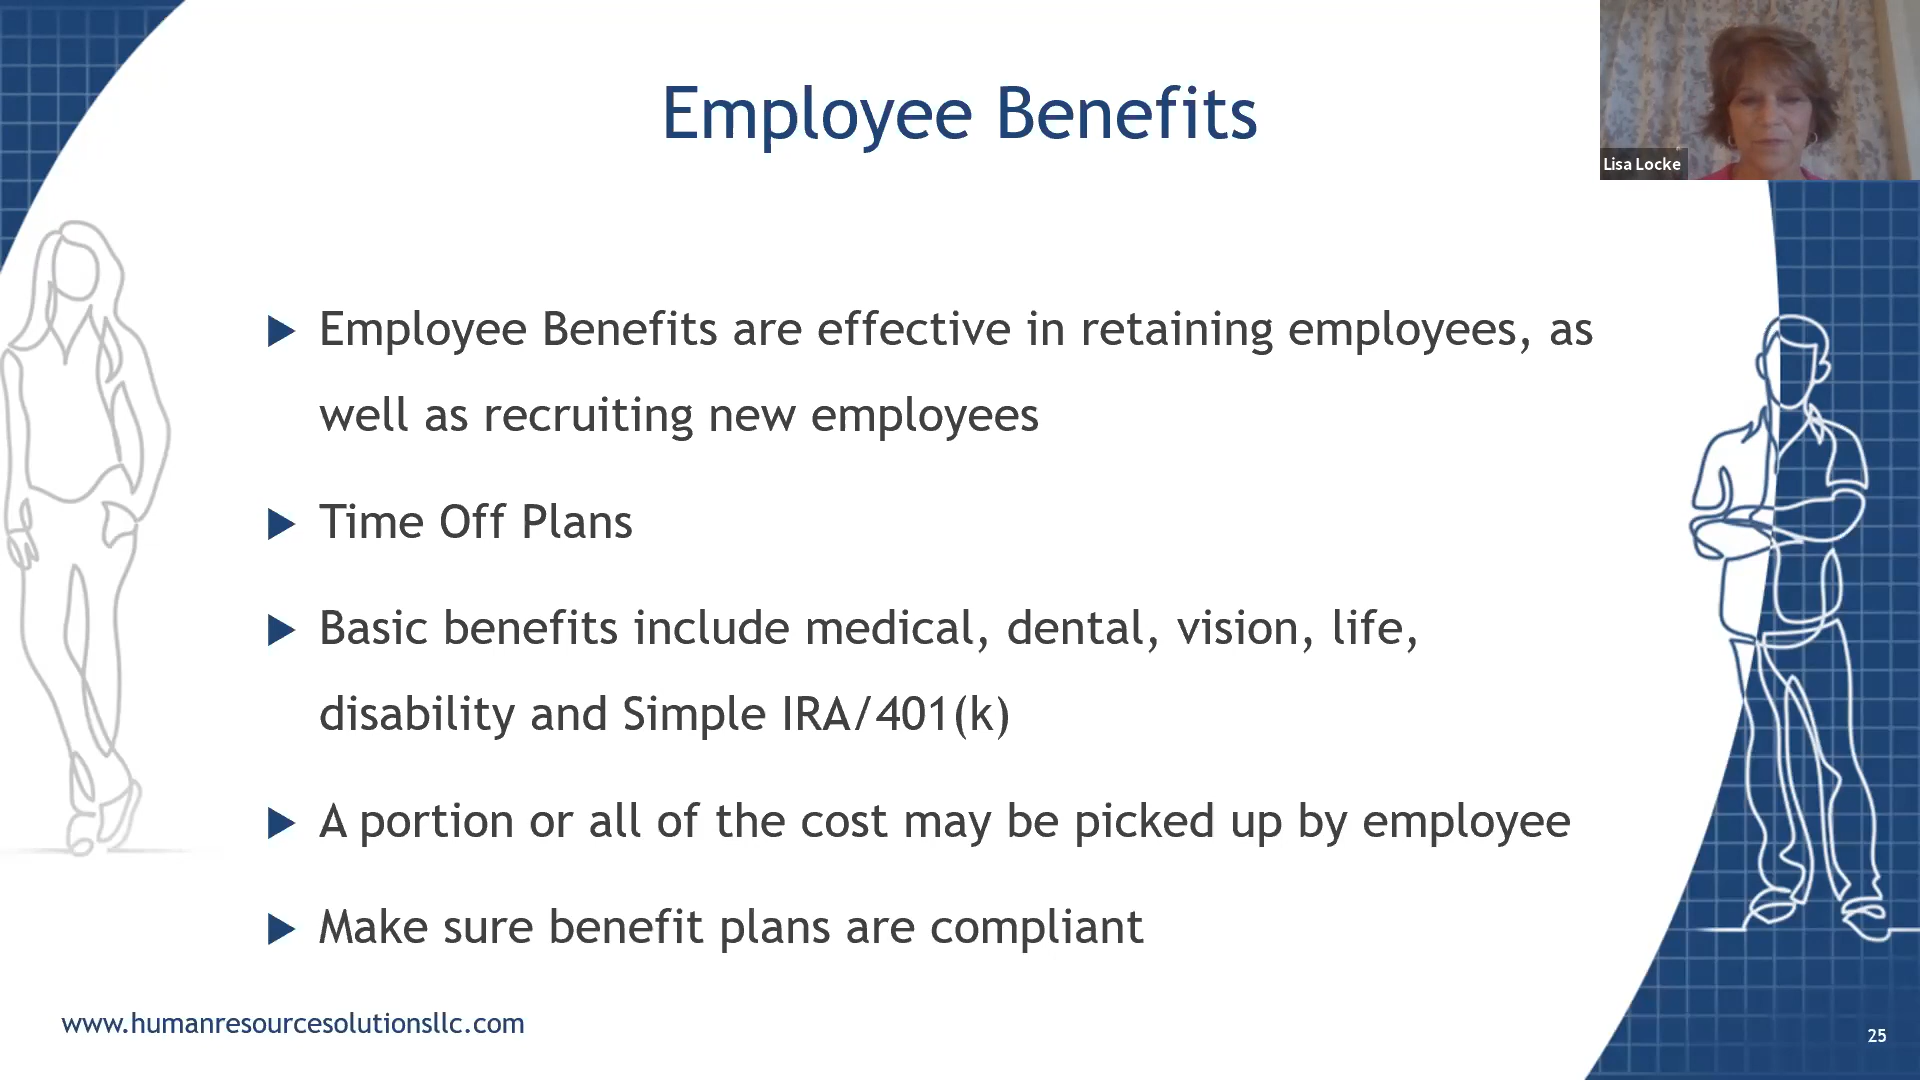 Employee Benefits
Lisa Locke
Employee Benefits are effective in retaining employees, as
well as recruiting new employees
Time Off Plans
Basic benefits include medical, dental, vision, life,
disability and Simple IRA/401(k)
A portion or all of the cost may be picked up by employee
Make sure benefit plans are compliant
www.humanresourcesolutionsllc.com
25